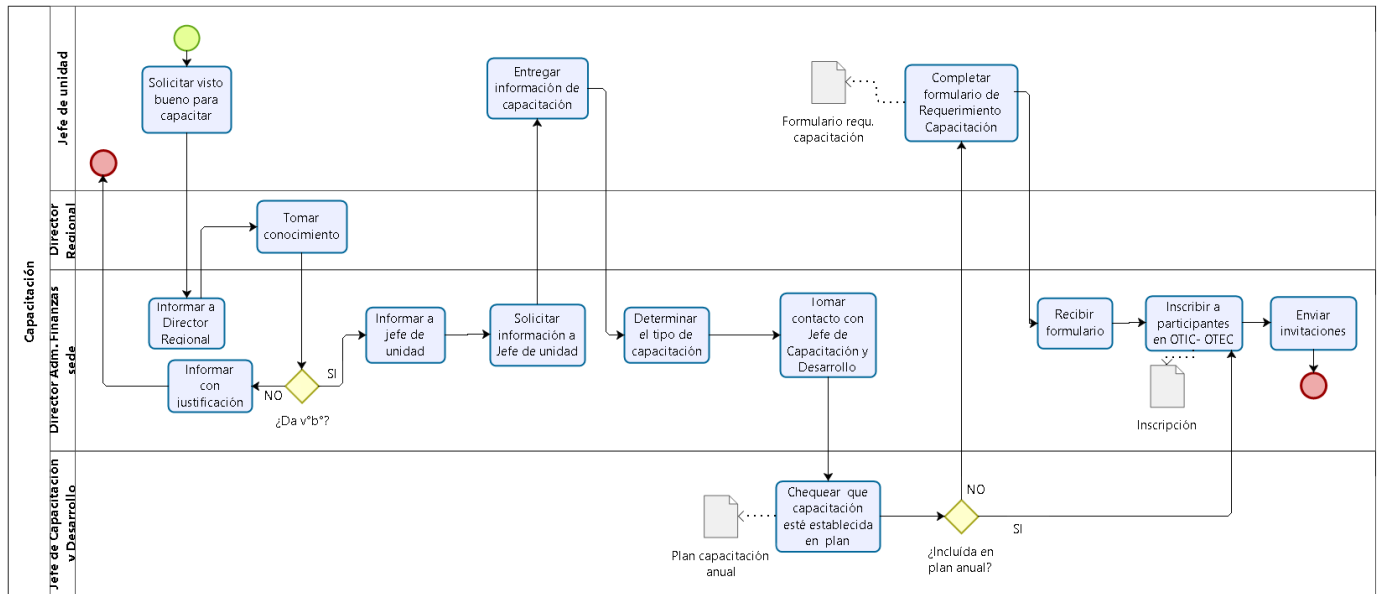 Capacitación
Jefe de unidad
Solicitar visto
bueno para
capacitar
Entregar
información de
capacitación
Formulario requ.
capacitación
Completar
formulario de
Requerimiento
Capacitación
Director
Regional
Tomar
conocimiento
Director Adm. Finanzas
sede
Informar a
Director
Regional
Informar
con
justificación
NO
SI
¿Da v°b°?
Informar a
jefe de
unidad
Solicitar
información a
Jefe de unidad
Determinar
el tipo de
capacitación
Tomar
contacto con
Jefe de
Capacitación y
Desarrollo
Recibir
formulario
Inscribir a
participantes
en OTIC- OTEC
Inscripción
Enviar
invitaciones
Jefe de Capacitación
y Desarrollo
Plan capacitación
anual
Chequear que
capacitación
esté establecida
en plan
NO
SI
¿Incluída en
plan anual?